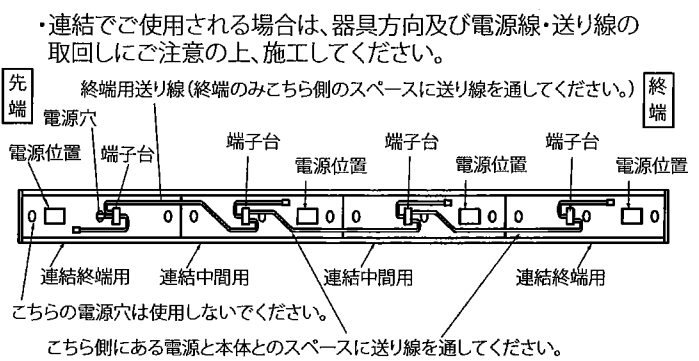 ・連結でご使用される場合は、器具方向及び電源線・送り線の
取回しにご注意の上、施工してください。
先端
終端用送り線（終端のみこちら側のスペースに送り線を通してください。）
終端
電源穴
電源位置
端子台
端子台
電源位置
端子台
電源位置
端子台
電源位置
連結終端用
連結中間用
連結中間用
連結終端用
こちらの電源穴は使用しないでください。
こちら側にある電源と本体とのスペースに送り線を通してください。